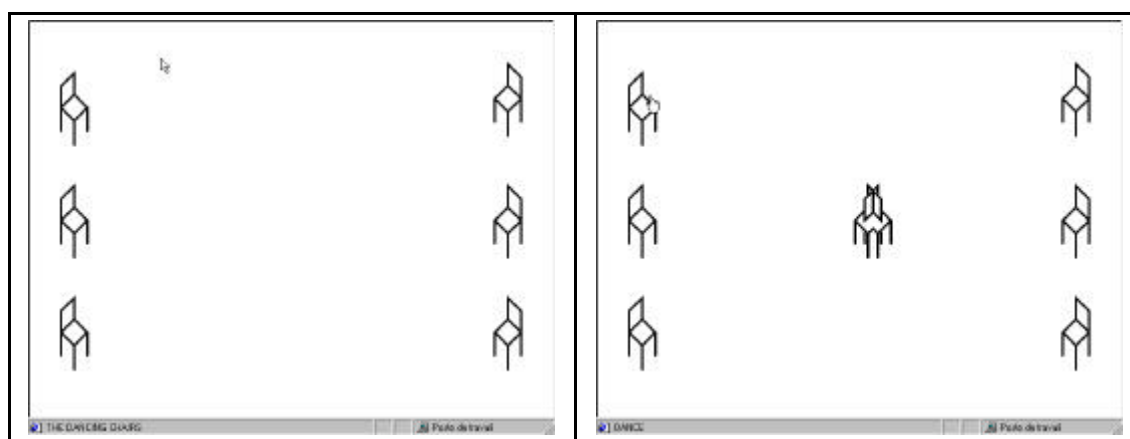 THE DANCING CHAIRS
Poste de travail
DANCE
Poste de travail